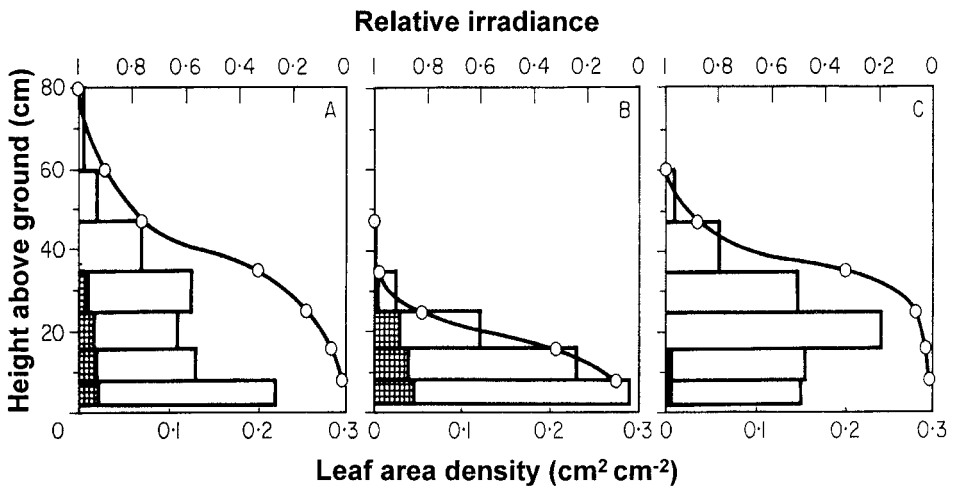 Relative irradiance
1 0·8 0·6 0·4 0·2 0 1 0·8 0·6 0·4 0·2 0 1 0·8 0·6 0·4 0·2 0
Height above ground (cm)
80
60
40
20
0
A B C
0 0·1 0·2 0·3 0 0·1 0·2 0·3 0 0·1 0·2 0·3
Leaf area density (cm² cm⁻²)